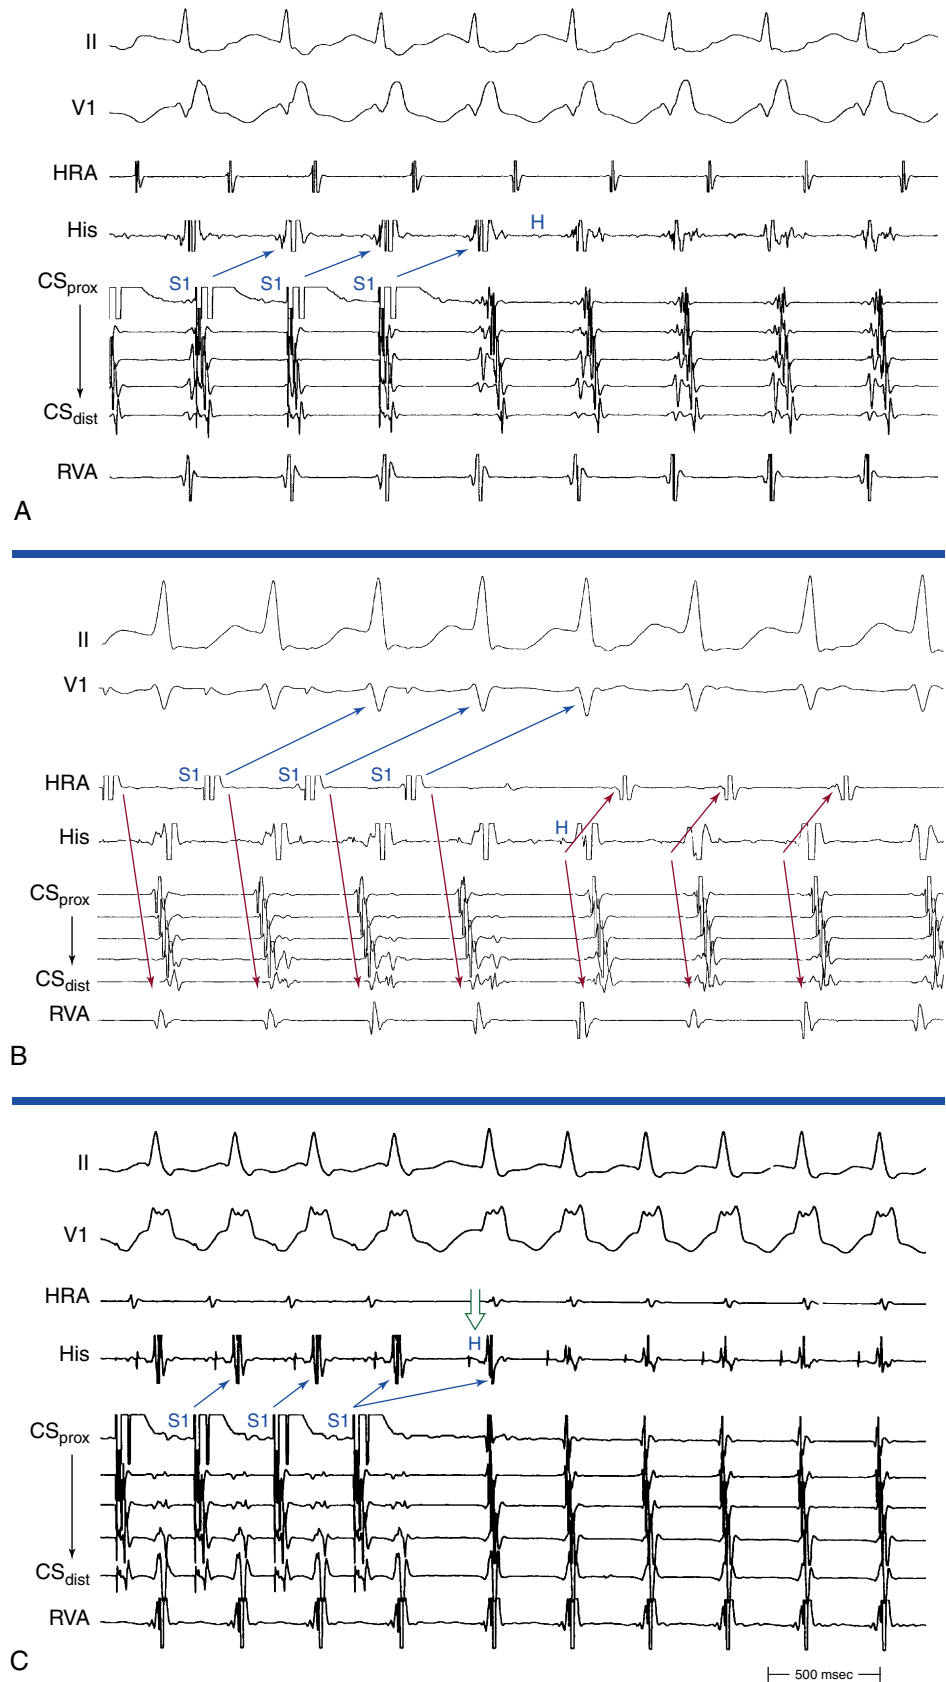 II
V1
HRA
His
H
CSprox
S1 S1 S1
CSdist
RVA
A
II
V1
S1 S1 S1
HRA
His
H
CSprox
CSdist
RVA
B
II
V1
HRA
H
His
S1 S1 S1
CSprox
CSdist
RVA
C
500 msec